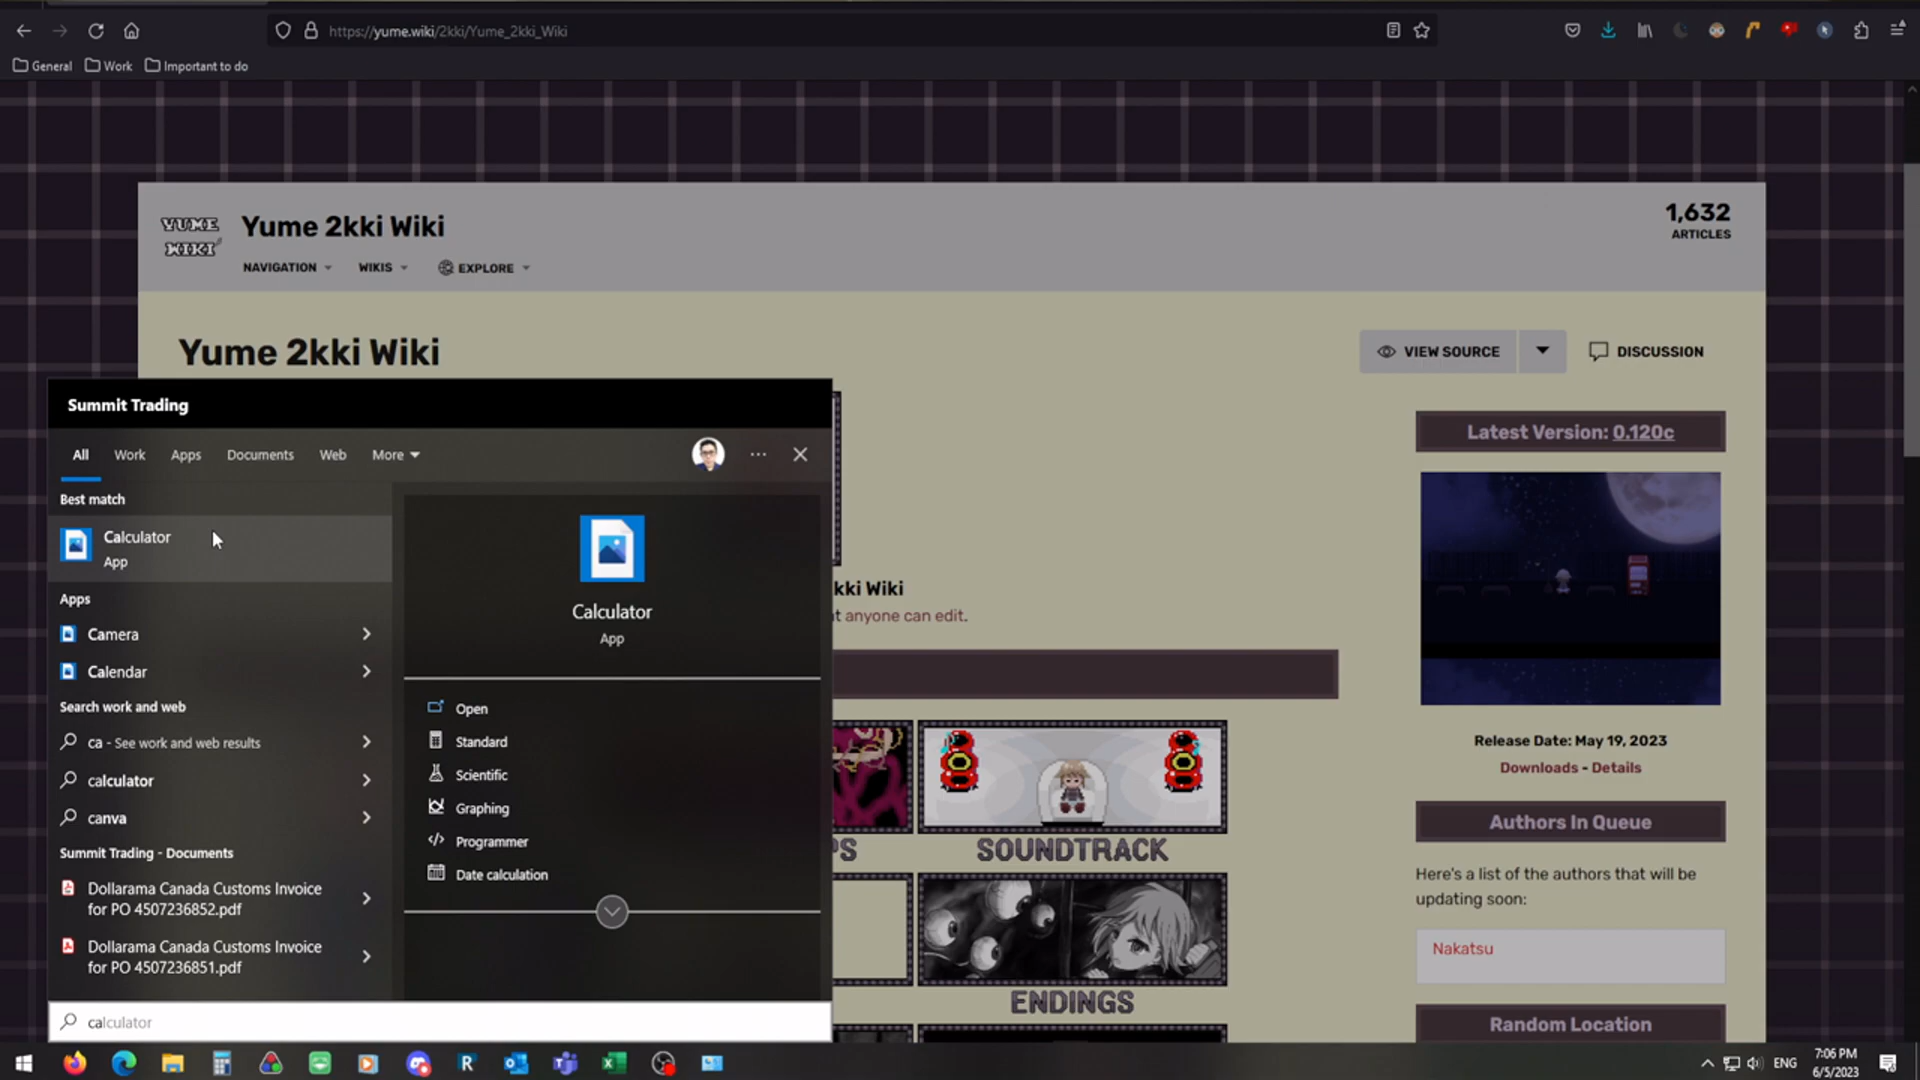 https://yume.wiki/2kki/Yume_2kki_Wiki
General
Work
Important to do
YUME
WIKI
Yume 2kki Wiki
1,632
ARTICLES
NAVIGATION
WIKIS
EXPLORE
Yume 2kki Wiki
VIEW SOURCE
DISCUSSION
Summit Trading
All
Work
Apps
Documents
Web
More
Best match
Calculator
App
Apps
Camera
Calendar
Search work and web
ca - See work and web results
calculator
canva
Summit Trading - Documents
Dollarama Canada Customs Invoice
for PO 4507236852.pdf
Dollarama Canada Customs Invoice
for PO 4507236851.pdf
calculator
Calculator
App
Open
Standard
Scientific
Graphing
Programmer
Date calculation
kki Wiki
t anyone can edit.
PS
SOUNDTRACK
ENDINGS
Latest Version: 0.120c
Release Date: May 19, 2023
Downloads - Details
Authors In Queue
Here's a list of the authors that will be
updating soon:
Nakatsu
Random Location
ENG
7:06 PM
6/5/2023